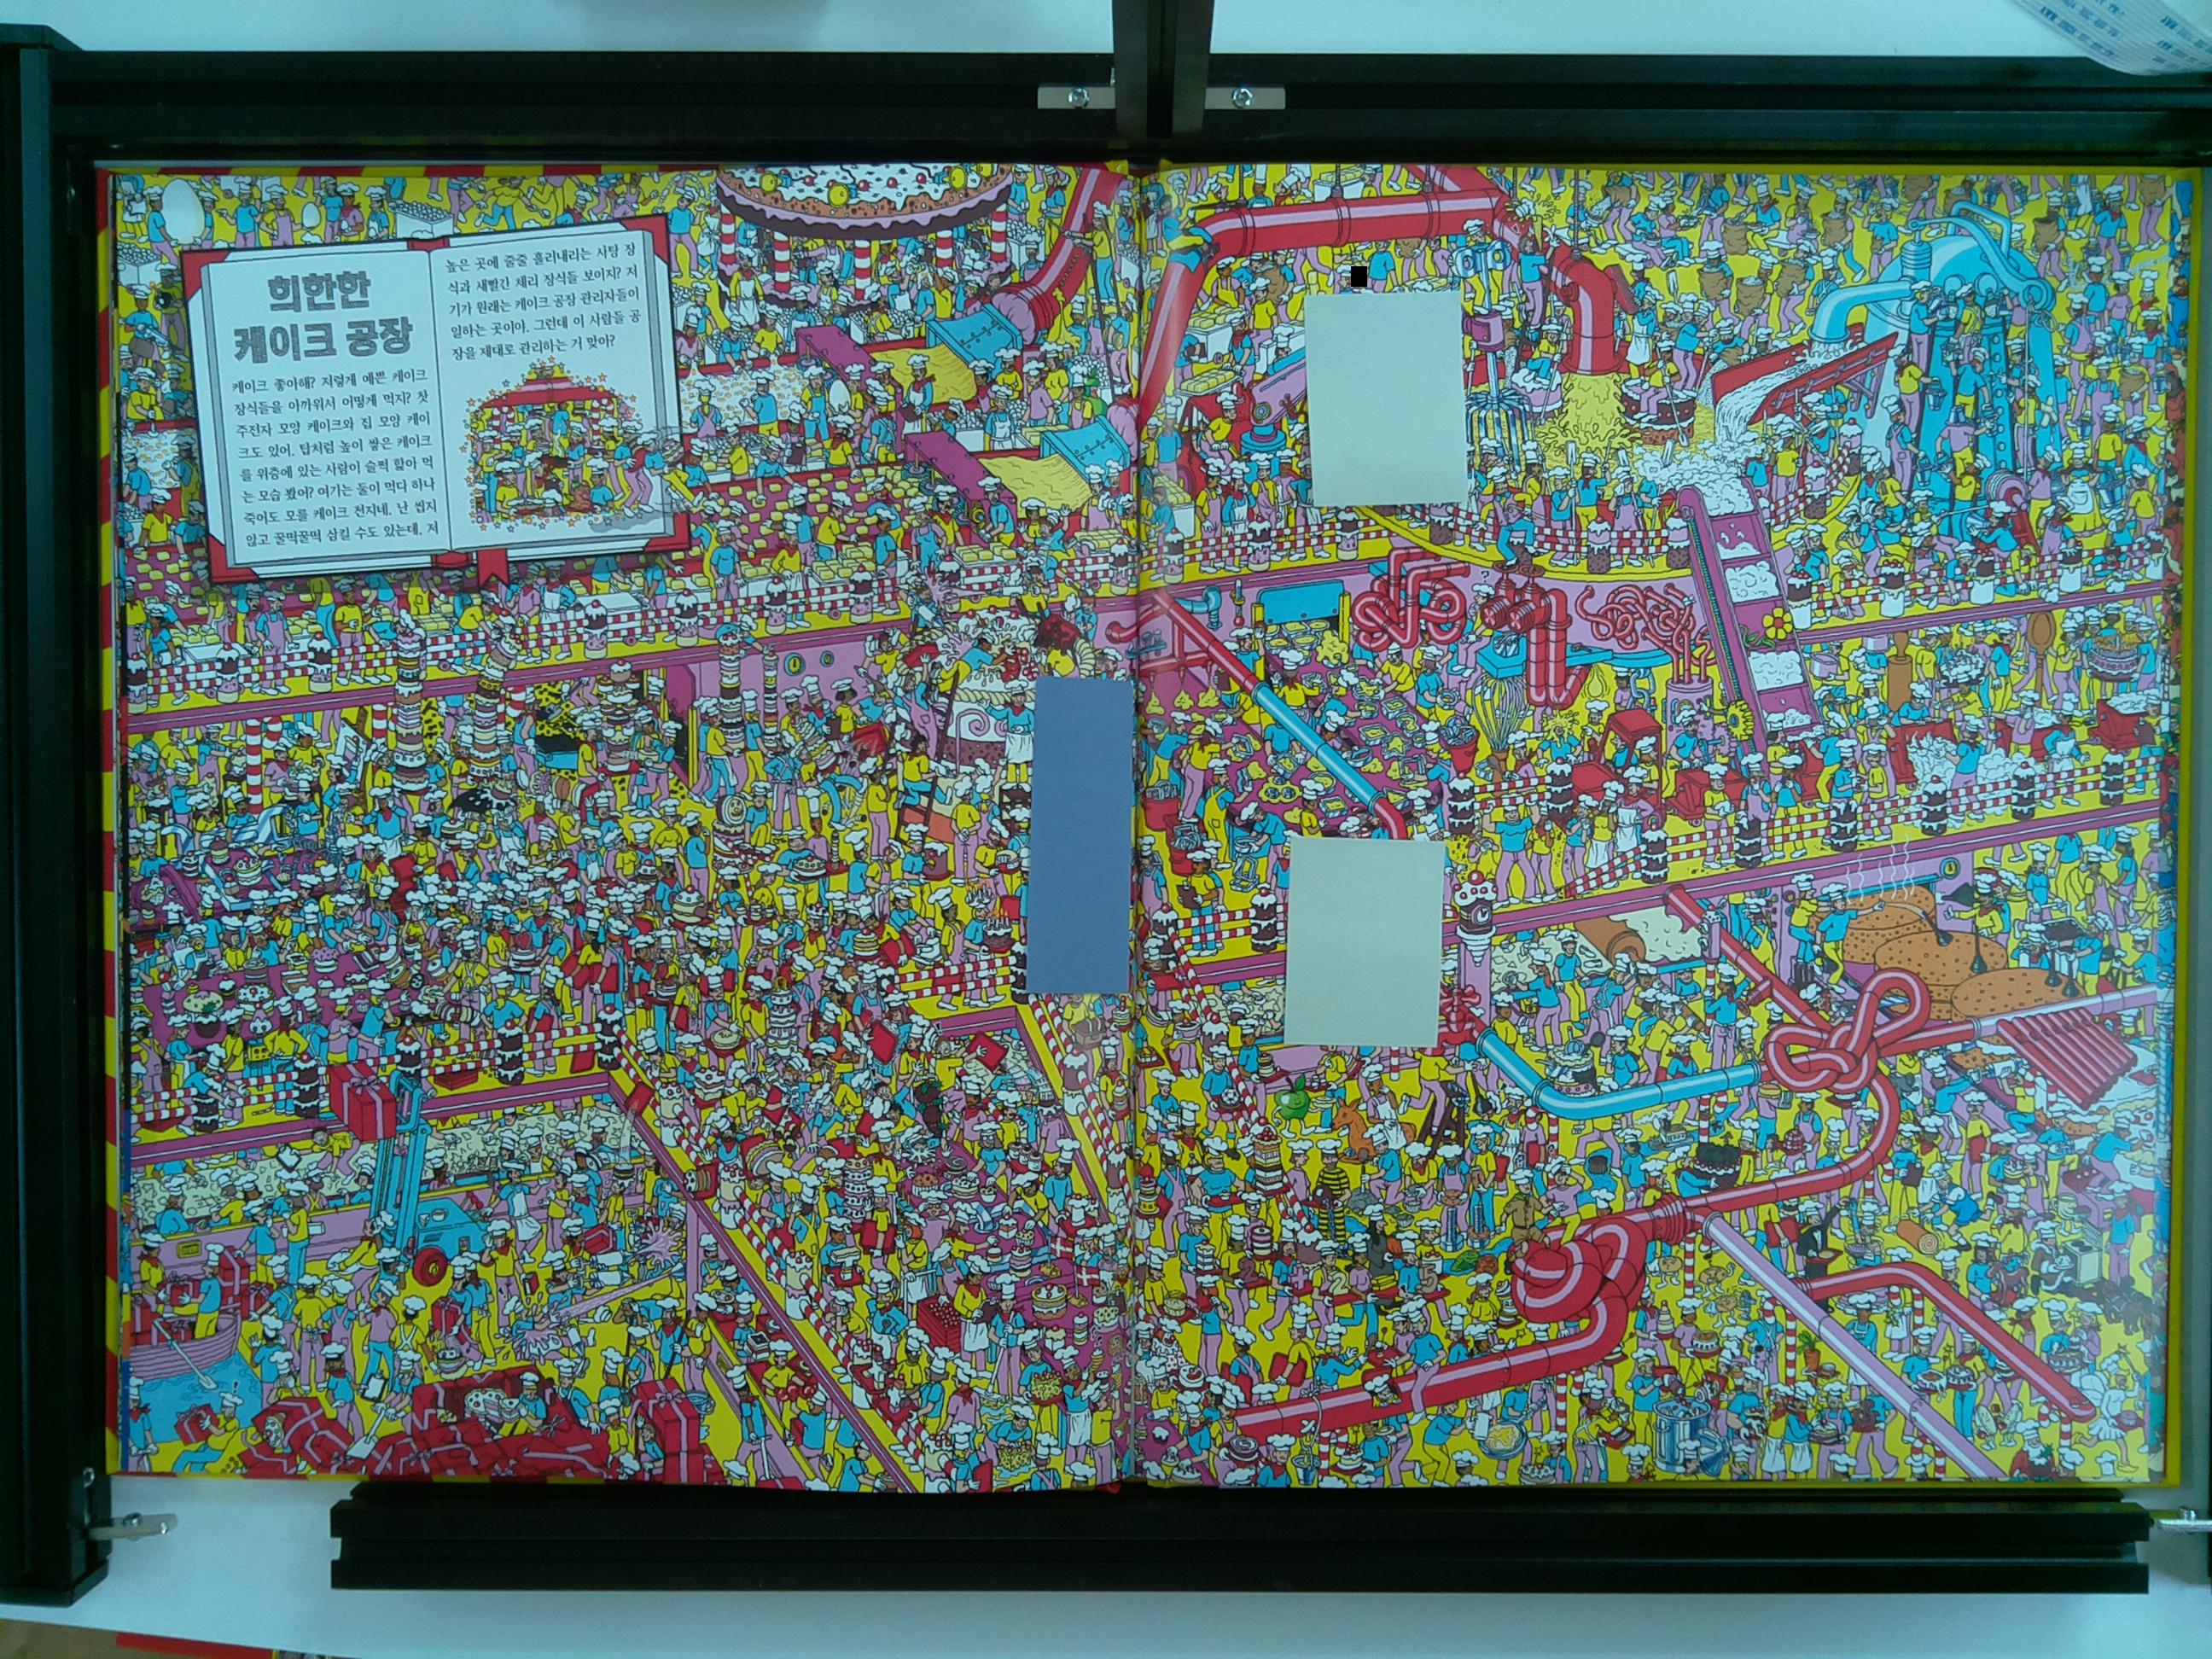 희한한
케이크 공장
케이크 좋아해? 저렇게 예쁜 케이크
장식들을 아까워서 어떻게 먹지? 찻
주전자 모양 케이크와 집 모양 케이
크도 있어. 탑처럼 높이 쌓은 케이크
를 위층에 있는 사람이 슬쩍 핥아 먹
는 모습 봤어? 여기는 둘이 먹다 하나
죽어도 모를 케이크 천지네. 난 씹지
않고 꿀떡꿀떡 삼킬 수도 있는데. 저
높은 곳에 줄줄 흘러내리는 사탕 장
식과 새빨간 체리 장식들 보이지? 저
기가 원래는 케이크 공장 관리자들이
일하는 곳이야. 그런데 이 사람들 공
장을 제대로 관리하는 거 맞아?